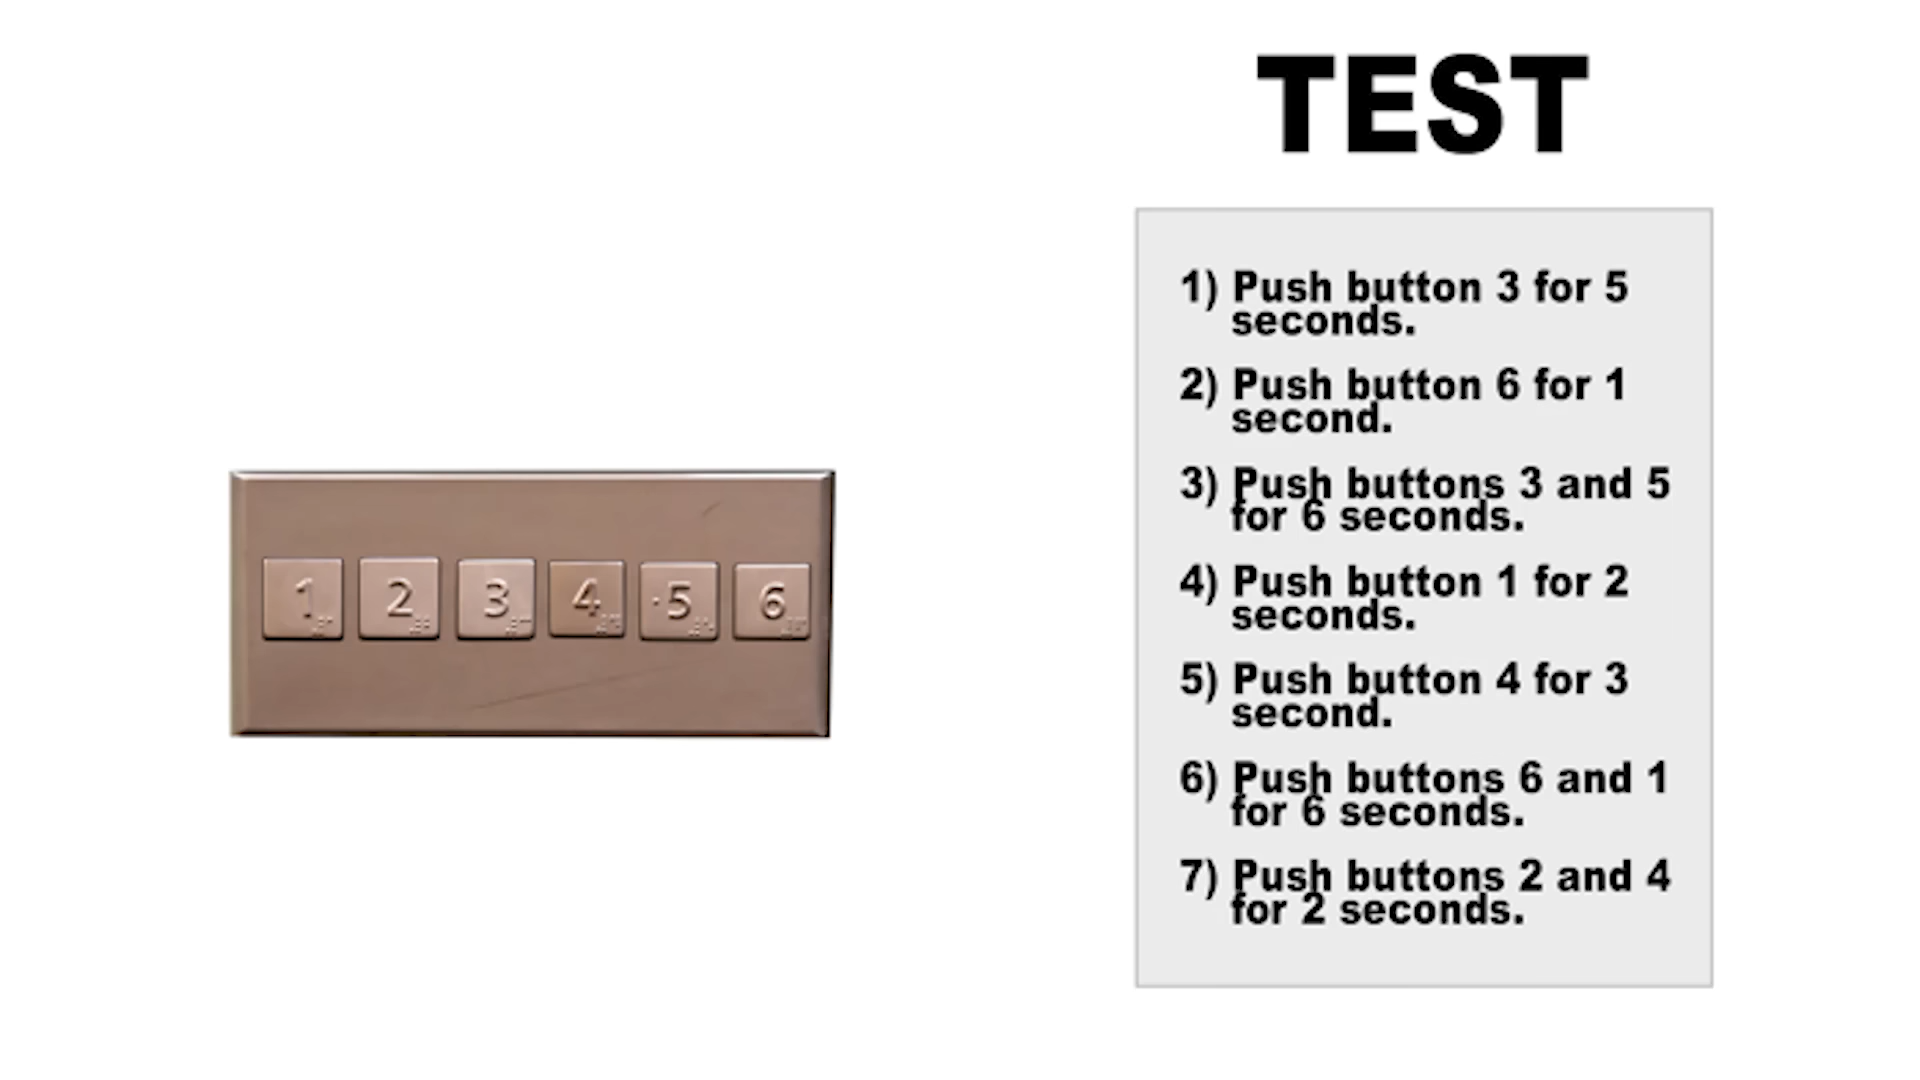 TEST
1) Push button 3 for 5
seconds.
2) Push button 6 for 1
second.
3) Push buttons 3 and 5
for 6 seconds.
4) Push button 1 for 2
seconds.
5) Push button 4 for 3
second.
6) Push buttons 6 and 1
for 6 seconds.
7) Push buttons 2 and 4
for 2 seconds.
1 2 3 4 5 6